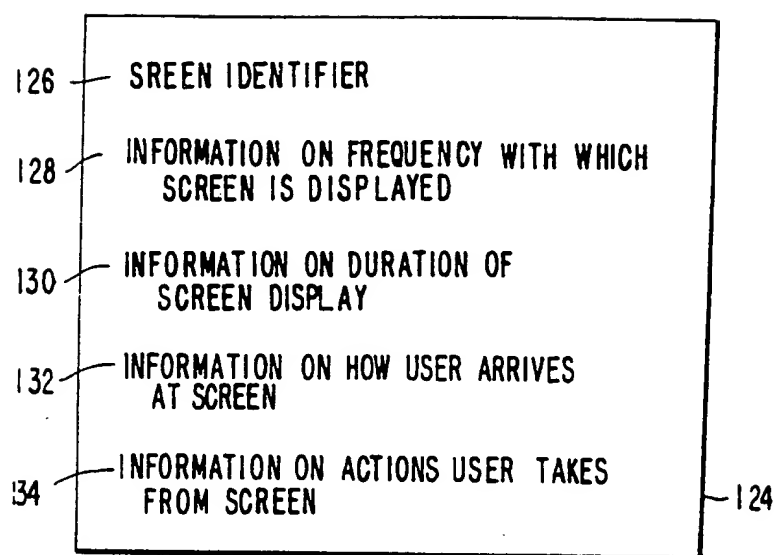 126 SREEN IDENTIFIER
128 INFORMATION ON FREQUENCY WITH WHICH
SCREEN IS DISPLAYED
130 INFORMATION ON DURATION OF
SCREEN DISPLAY
132 INFORMATION ON HOW USER ARRIVES
AT SCREEN
134 INFORMATION ON ACTIONS USER TAKES
FROM SCREEN 124